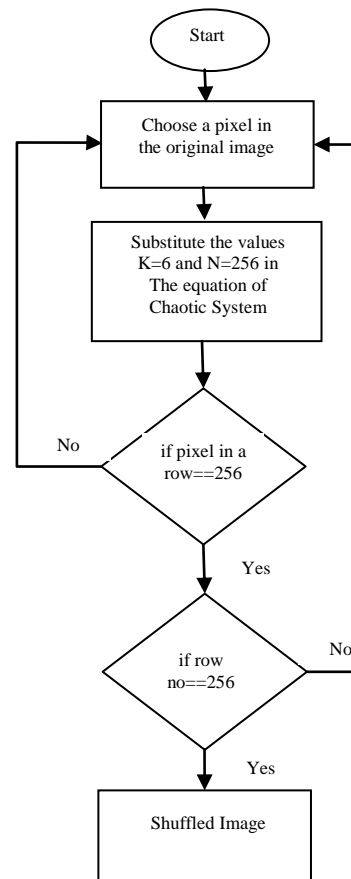 Start
Choose a pixel in
the original image
Substitute the values
K=6 and N=256 in
The equation of
Chaotic System
No
if pixel in a
row==256
Yes
if row
no==256
No
Yes
Shuffled Image